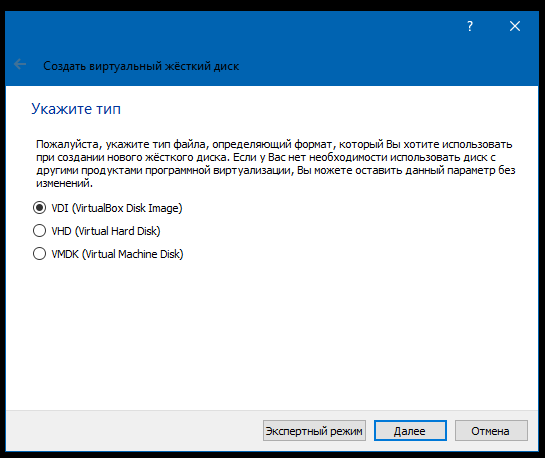 ?
Создать виртуальный жёсткий диск
Укажите тип
Пожалуйста, укажите тип файла, определяющий формат, который Вы хотите использовать
при создании нового жёсткого диска. Если у Вас нет необходимости использовать диск с
другими продуктами программной виртуализации, Вы можете оставить данный параметр без
изменений.
VDI (VirtualBox Disk Image)
VHD (Virtual Hard Disk)
VMDK (Virtual Machine Disk)
Экспертный режим Далее Отмена